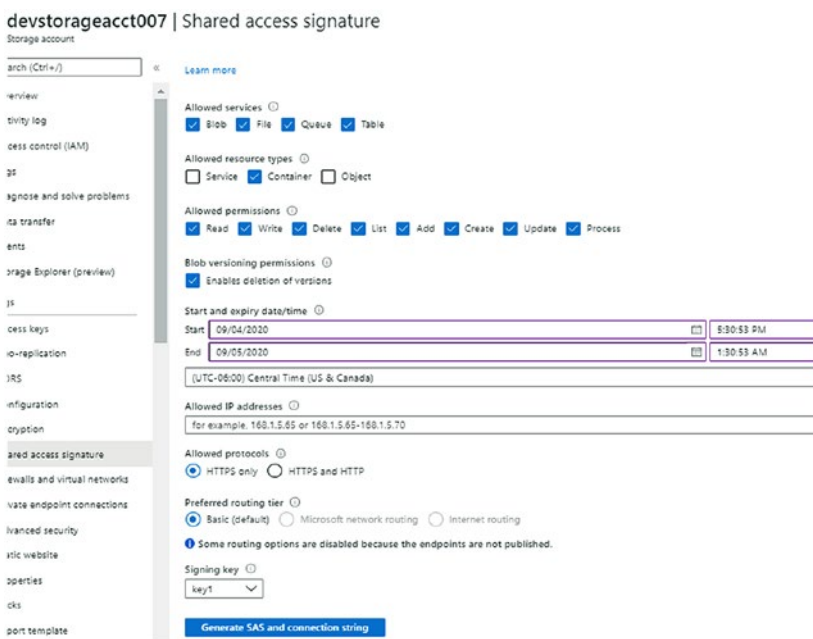 devstorageacct007 | Shared access signature
Storage account
arch (Ctrl+/)
«
Learn more
erview
tivity log
cess control (IAM)
gs
agnose and solve problems
ata transfer
ents
orage Explorer (preview)
gs
cess keys
o-replication
ORS
nfiguration
cryption
ared access signature
ewalls and virtual networks
vate endpoint connections
vanced security
atic website
operties
cks
port template
Allowed services
Blob File Queue Table
Allowed resource types
Service Container Object
Allowed permissions
Read Write Delete List Add Create Update Process
Blob versioning permissions
Enables deletion of versions
Start and expiry date/time
Start 09/04/2020 5:30:53 PM
End 09/05/2020 1:30:53 AM
(UTC-06:00) Central Time (US & Canada)
Allowed IP addresses
for example, 168.1.5.65 or 168.1.5.65-168.1.5.70
Allowed protocols
HTTPS only HTTPS and HTTP
Preferred routing tier
Basic (default) Microsoft network routing Internet routing
Some routing options are disabled because the endpoints are not published.
Signing key
key1
Generate SAS and connection string